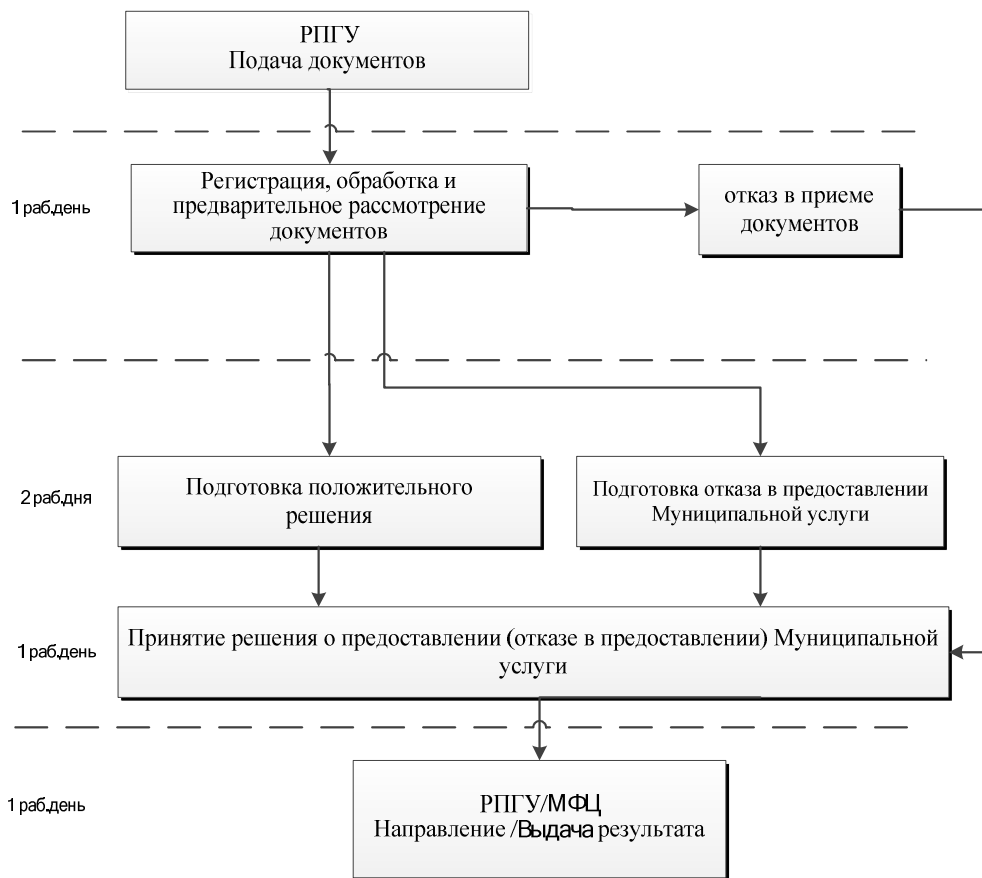 РПГУ
Подача документов
1 раб.день
Регистрация, обработка и
предварительное рассмотрение
документов
отказ в приеме
документов
2 раб.дня
Подготовка положительного
решения
Подготовка отказа в предоставлении
Муниципальной услуги
1 раб.день
Принятие решения о предоставлении (отказе в предоставлении) Муниципальной
услуги
1 раб.день
РПГУ/МФЦ
Направление /Выдача результата